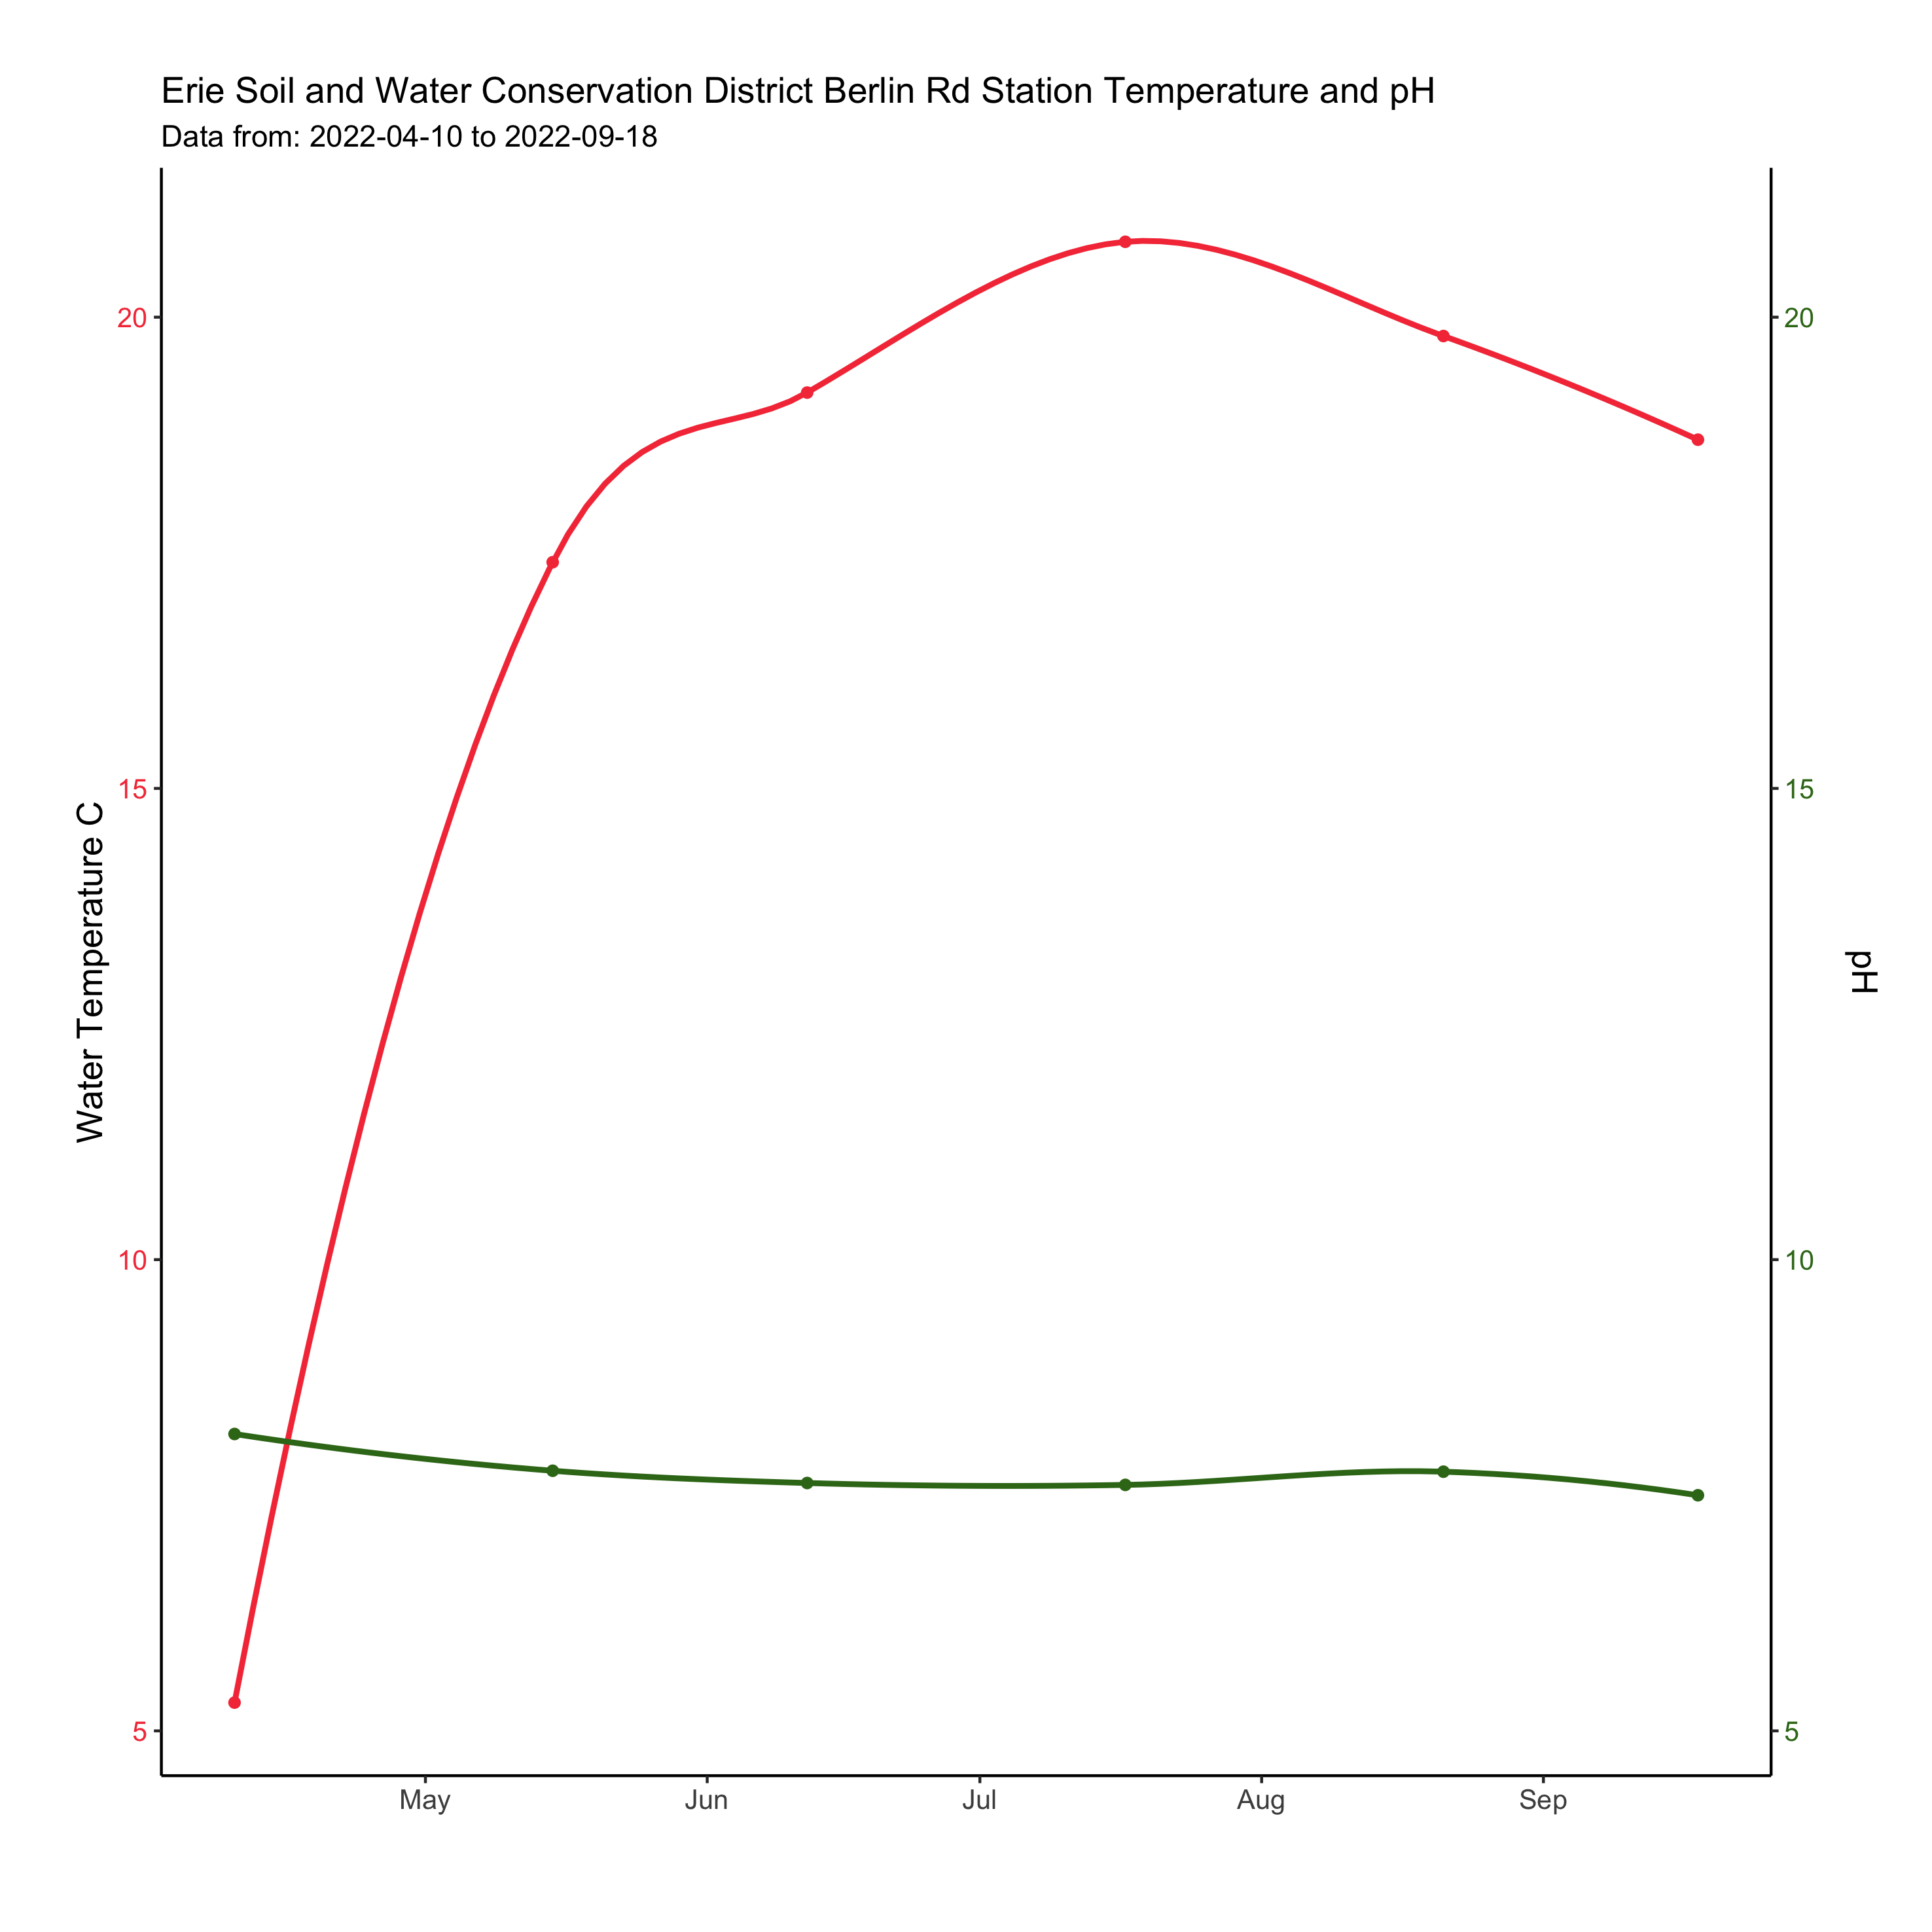 Erie Soil and Water Conservation District Berlin Rd Station Temperature and pH
Data from: 2022-04-10 to 2022-09-18
Water Temperature C
20
15
10
5
20
15
10
5
pH
May Jun Jul Aug Sep